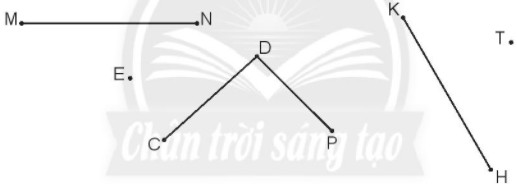 M N K
D T
E
C P
H
Chân trời sáng tạo